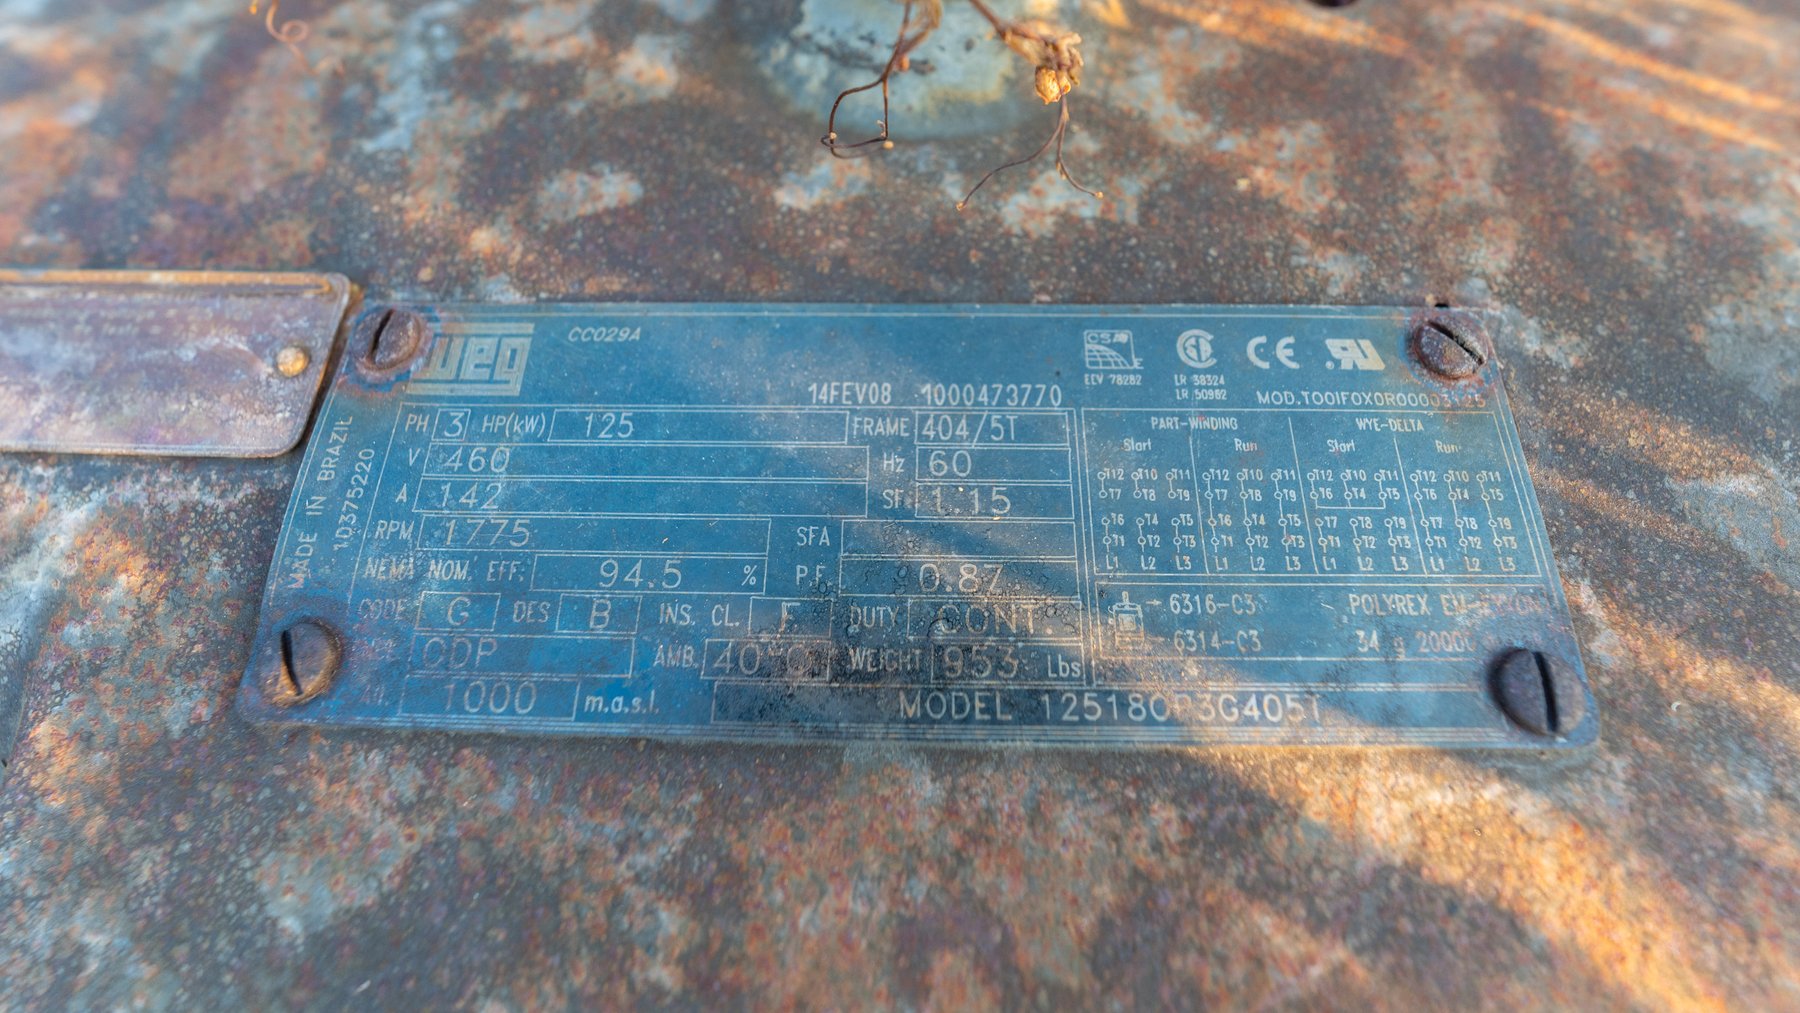 weg CC029A
14FEV08 1000473770
EEV 78282
LR 38324
LR 50962
CSA
CE
MADE IN BRAZIL
10375220
PH 3 HP(kW) 125 FRAME 404/5T
V 460 Hz 60
A 142 SF 1.15
RPM 1775 SFA
NEMA NOM. EFF. 94.5 % P.F. 0.87
CODE G DES B INS. CL. F DUTY CONT.
ODP AMB. 40°C WEIGHT 953 Lbs
1000 m.a.s.l.
MODEL
PART-WINDING WYE-DELTA
Start Run Start Run
T12 T10 T11 T12 T10 T11 T12 T10 T11 T12 T10 T11
T7 T8 T9 T7 T8 T9 T6 T4 T5 T6 T4 T5
T6 T4 T5 T6 T4 T5 T7 T8 T9 T7 T8 T9
T1 T2 T3 T1 T2 T3 T1 T2 T3 T1 T2 T3
L1 L2 L3 L1 L2 L3 L1 L2 L3 L1 L2 L3
6316-C3 POLYREX
6314-C3 34 g